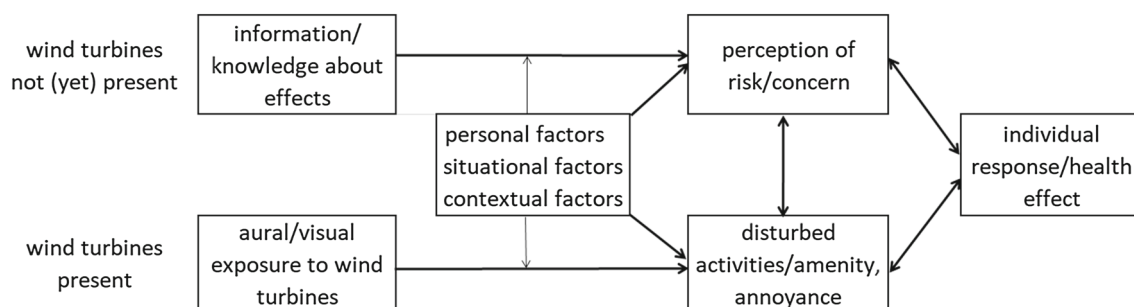 wind turbines
not (yet) present
information/
knowledge about
effects
perception of
risk/concern
personal factors
situational factors
contextual factors
individual
response/health
effect
wind turbines
present
aural/visual
exposure to wind
turbines
disturbed
activities/amenity,
annoyance